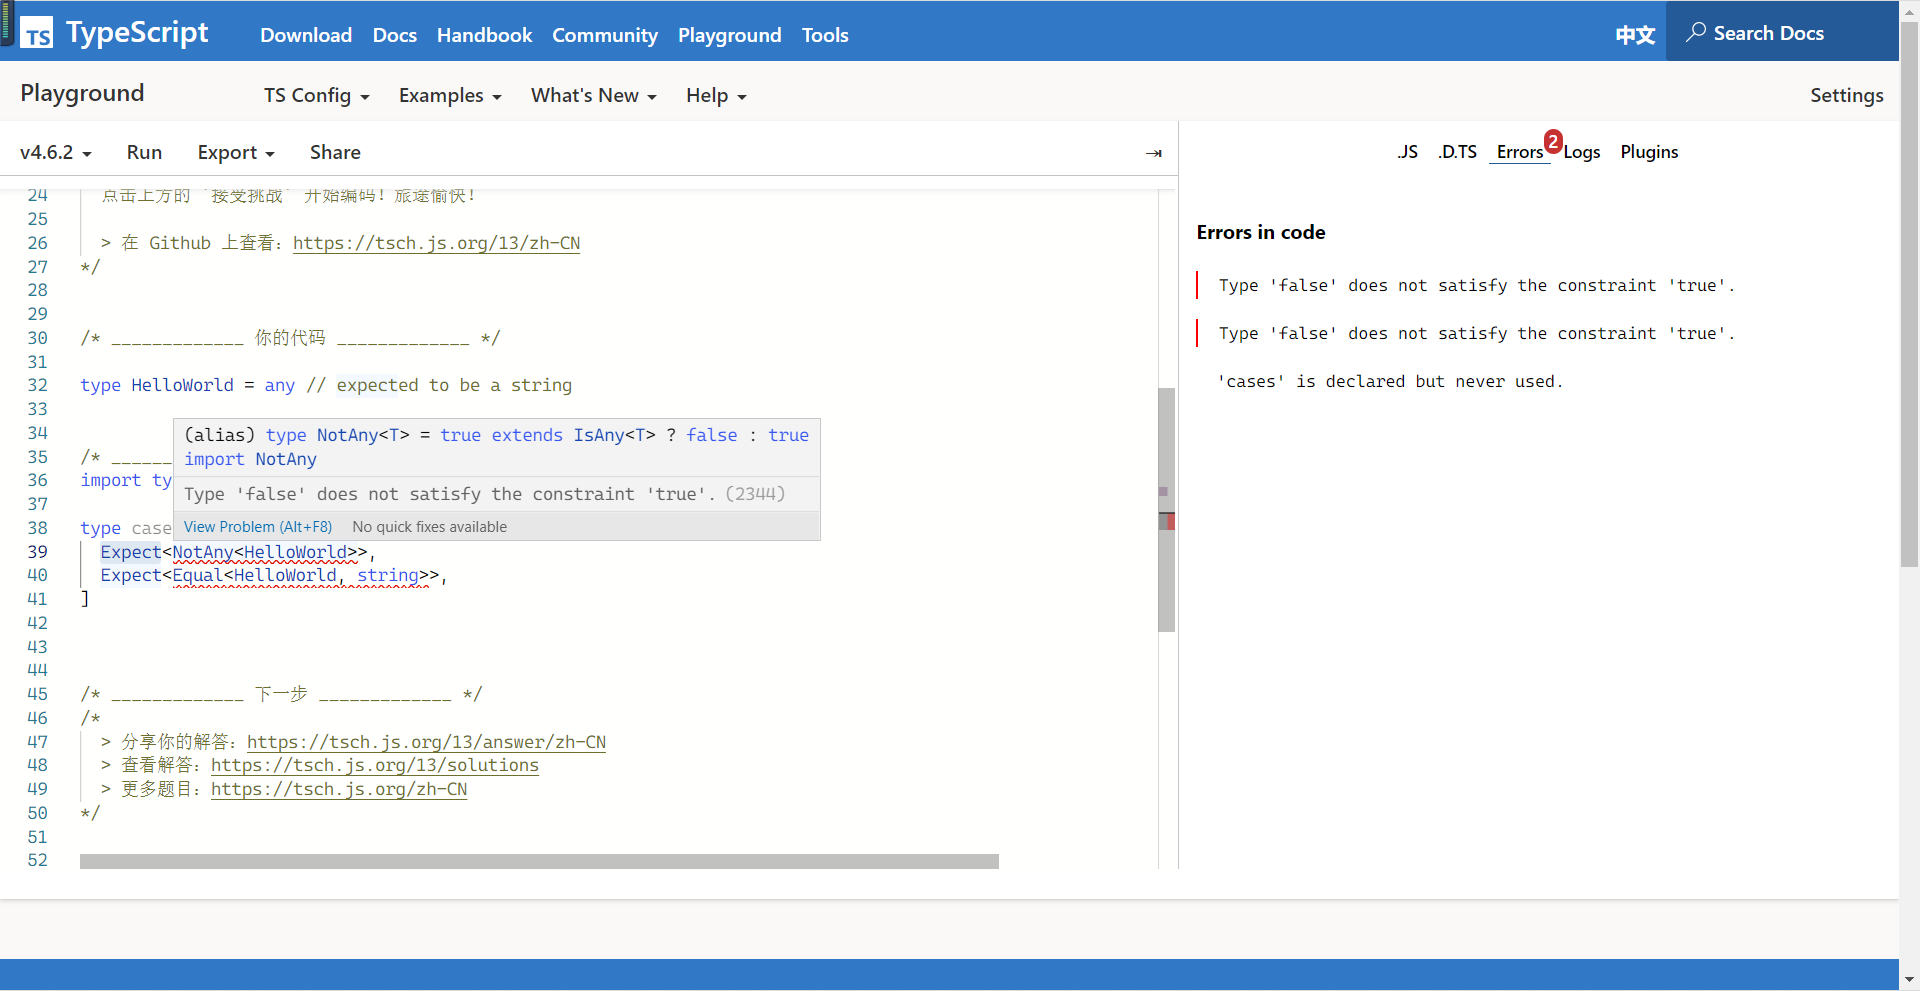 TS TypeScript Download Docs Handbook Community Playground Tools 中文 Search Docs
Playground TS Config Examples What's New Help Settings
v4.6.2 Run Export Share .JS .D.TS Errors 2 Logs Plugins
24 点击上方的 `接受挑战` 开始编码！旅途愉快！
25
26 > 在 Github 上查看：https://tsch.js.org/13/zh-CN
27 */
28
29
30 /* _____________ 你的代码 _____________ */
31
32 type HelloWorld = any // expected to be a string
33
34
35 /* ______
36 import ty
37
38 type case
39 Expect<NotAny<HelloWorld>>,
40 Expect<Equal<HelloWorld, string>>,
41 ]
42
43
44
45 /* _____________ 下一步 _____________ */
46 /*
47 > 分享你的解答：https://tsch.js.org/13/answer/zh-CN
48 > 查看解答：https://tsch.js.org/13/solutions
49 > 更多题目：https://tsch.js.org/zh-CN
50 */
51
52
(alias) type NotAny<T> = true extends IsAny<T> ? false : true
import NotAny
Type 'false' does not satisfy the constraint 'true'. (2344)
View Problem (Alt+F8) No quick fixes available
Errors in code
Type 'false' does not satisfy the constraint 'true'.
Type 'false' does not satisfy the constraint 'true'.
'cases' is declared but never used.